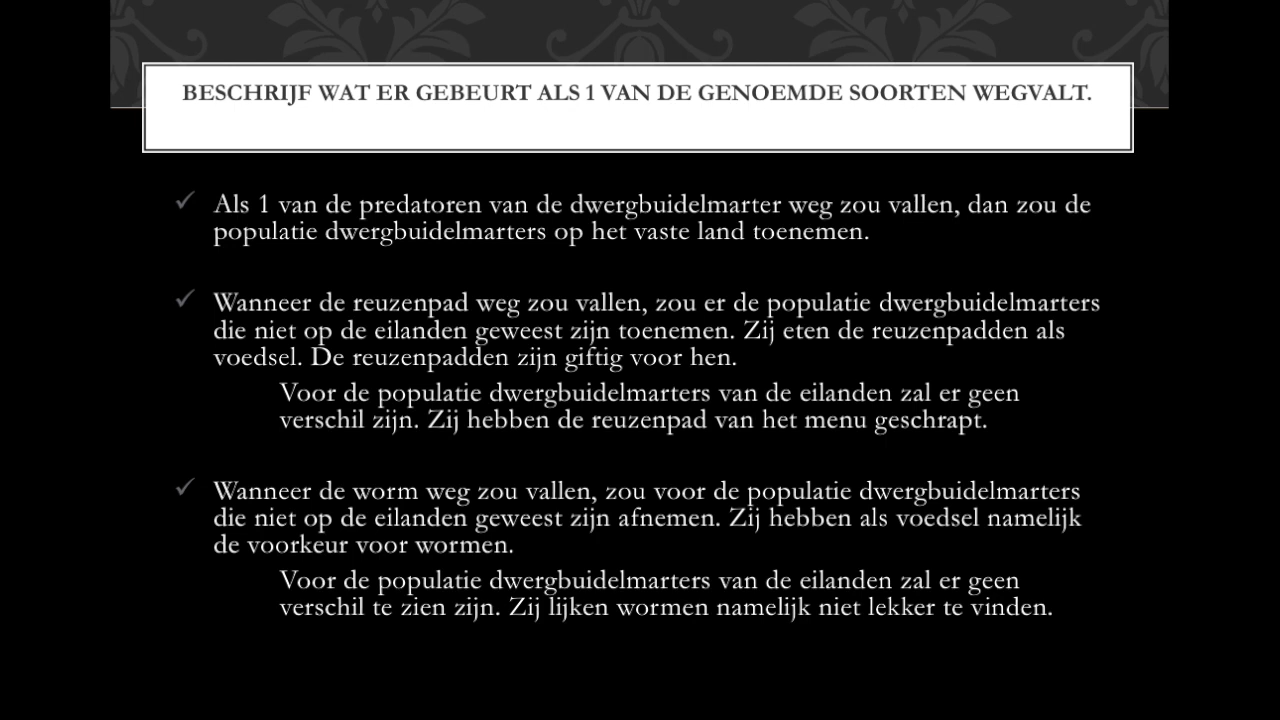 BESCHRIJF WAT ER GEBEURT ALS 1 VAN DE GENOEMDE SOORTEN WEGVALT.
Als 1 van de predatoren van de dwergbuidelmarter weg zou vallen, dan zou de
populatie dwergbuidelmarters op het vaste land toenemen.
Wanneer de reuzenpad weg zou vallen, zou er de populatie dwergbuidelmarters
die niet op de eilanden geweest zijn toenemen. Zij eten de reuzenpadden als
voedsel. De reuzenpadden zijn giftig voor hen.
Voor de populatie dwergbuidelmarters van de eilanden zal er geen
verschil zijn. Zij hebben de reuzenpad van het menu geschrapt.
Wanneer de worm weg zou vallen, zou voor de populatie dwergbuidelmarters
die niet op de eilanden geweest zijn afnemen. Zij hebben als voedsel namelijk
de voorkeur voor wormen.
Voor de populatie dwergbuidelmarters van de eilanden zal er geen
verschil te zien zijn. Zij lijken wormen namelijk niet lekker te vinden.